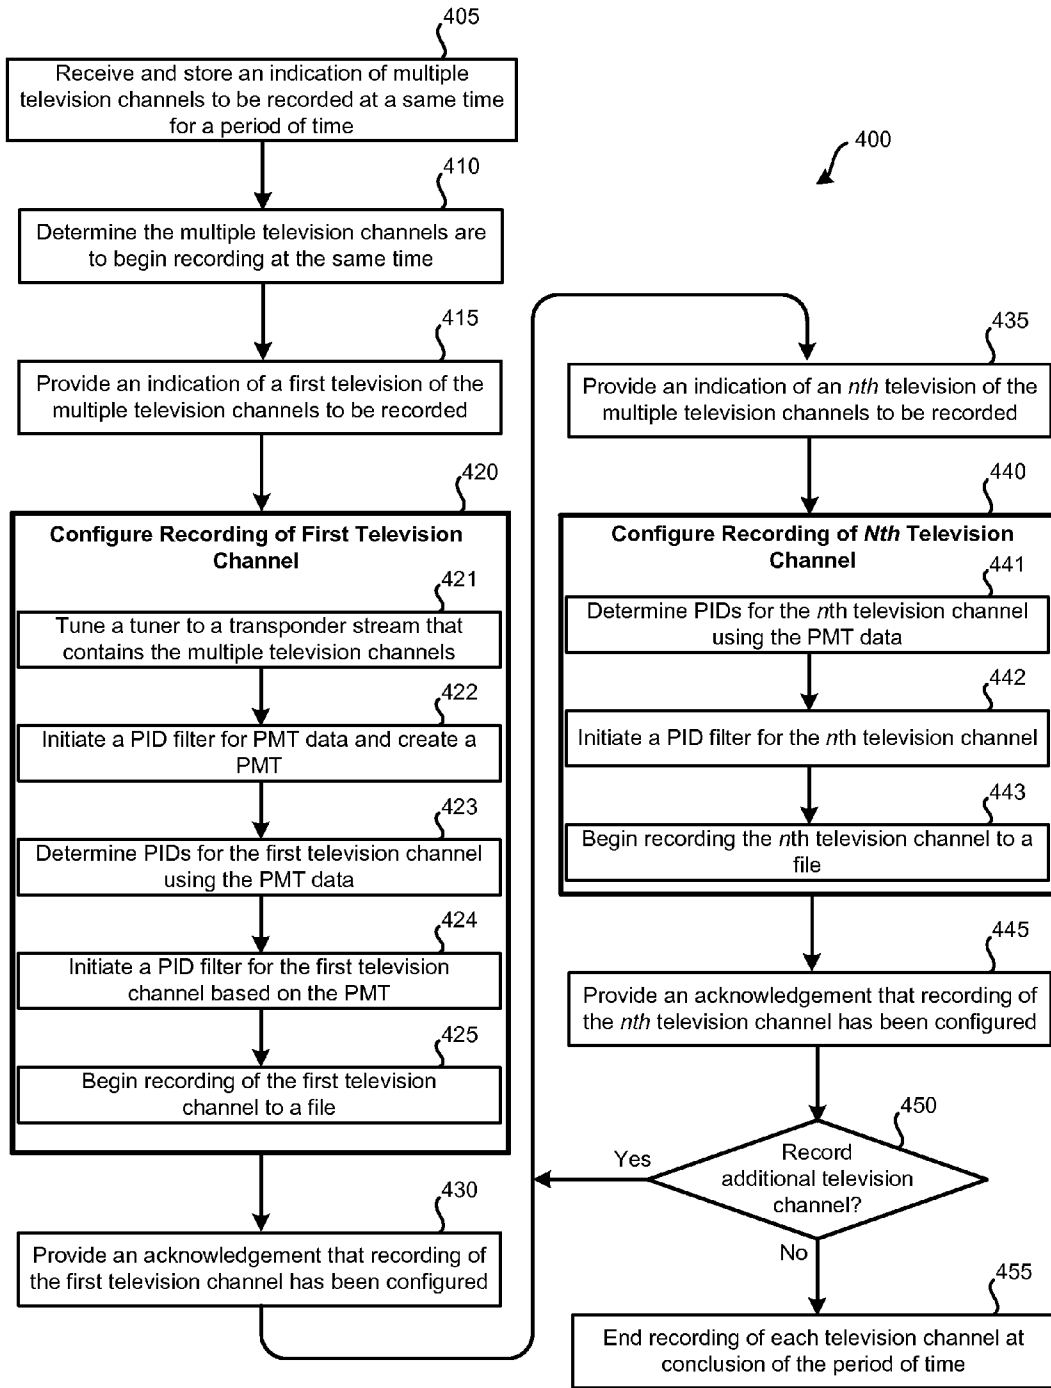 405
Receive and store an indication of multiple
television channels to be recorded at a same time
for a period of time
400
410
Determine the multiple television channels are
to begin recording at the same time
415
Provide an indication of a first television of the
multiple television channels to be recorded
420
Configure Recording of First Television
Channel
421
Tune a tuner to a transponder stream that
contains the multiple television channels
422
Initiate a PID filter for PMT data and create a
PMT
423
Determine PIDs for the first television channel
using the PMT data
424
Initiate a PID filter for the first television
channel based on the PMT
425
Begin recording of the first television
channel to a file
430
Provide an acknowledgement that recording of
the first television channel has been configured
435
Provide an indication of an nth television of the
multiple television channels to be recorded
440
Configure Recording of Nth Television
Channel
441
Determine PIDs for the nth television channel
using the PMT data
442
Initiate a PID filter for the nth television channel
443
Begin recording the nth television channel to a
file
445
Provide an acknowledgement that recording of
the nth television channel has been configured
450
Record
additional television
channel?
Yes
No
455
End recording of each television channel at
conclusion of the period of time